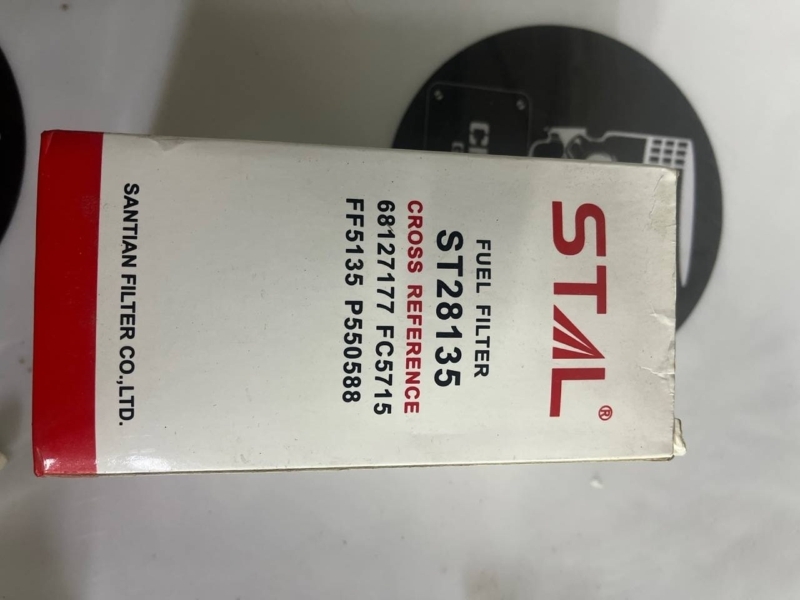 STAL®
FUEL FILTER
ST28135
CROSS REFERENCE
68127177 FC5715
FF5135 P550588
SANTIAN FILTER CO.,LTD.